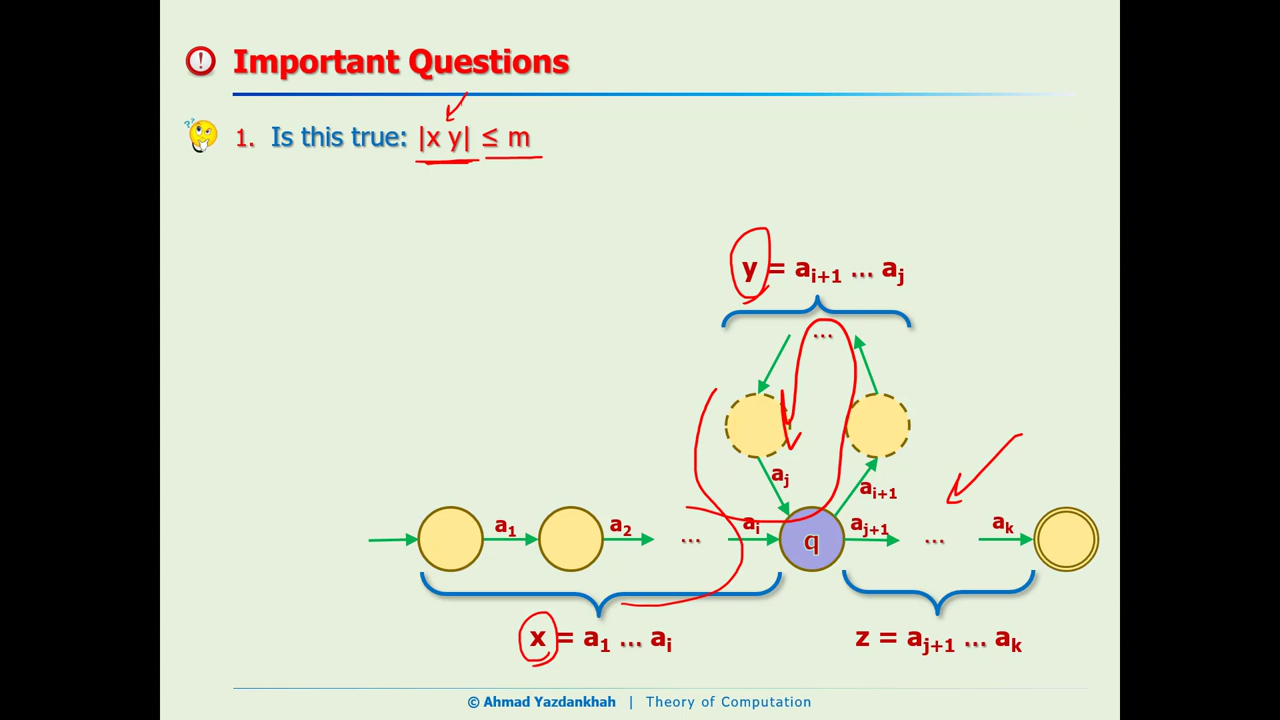 Important Questions
1. Is this true: |x y| ≤ m
y = aᵢ₊₁ ... aⱼ
...
aⱼ
aᵢ₊₁
a₁ a₂ ... aᵢ q aⱼ₊₁ ... aₖ
x = a₁ ... aᵢ
z = aⱼ₊₁ ... aₖ
© Ahmad Yazdankhah | Theory of Computation